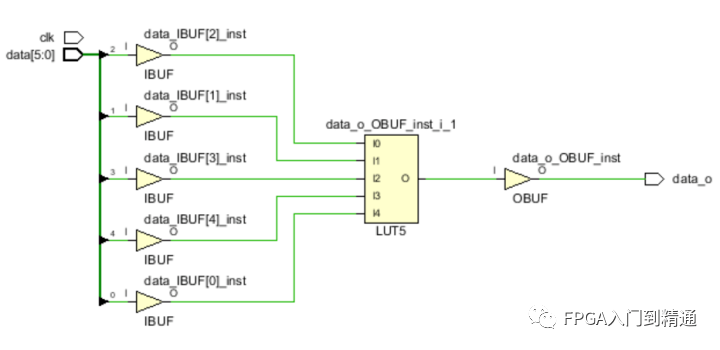 clk
data[5:0]
2 I data_IBUF[2]_inst O
IBUF
1 I data_IBUF[1]_inst O
IBUF
3 I data_IBUF[3]_inst O
IBUF
4 I data_IBUF[4]_inst O
IBUF
0 I data_IBUF[0]_inst O
IBUF
data_o_OBUF_inst_i_1
I0
I1
I2
I3
I4
O
LUT5
data_o_OBUF_inst
I O
OBUF
data_o
FPGA入门到精通